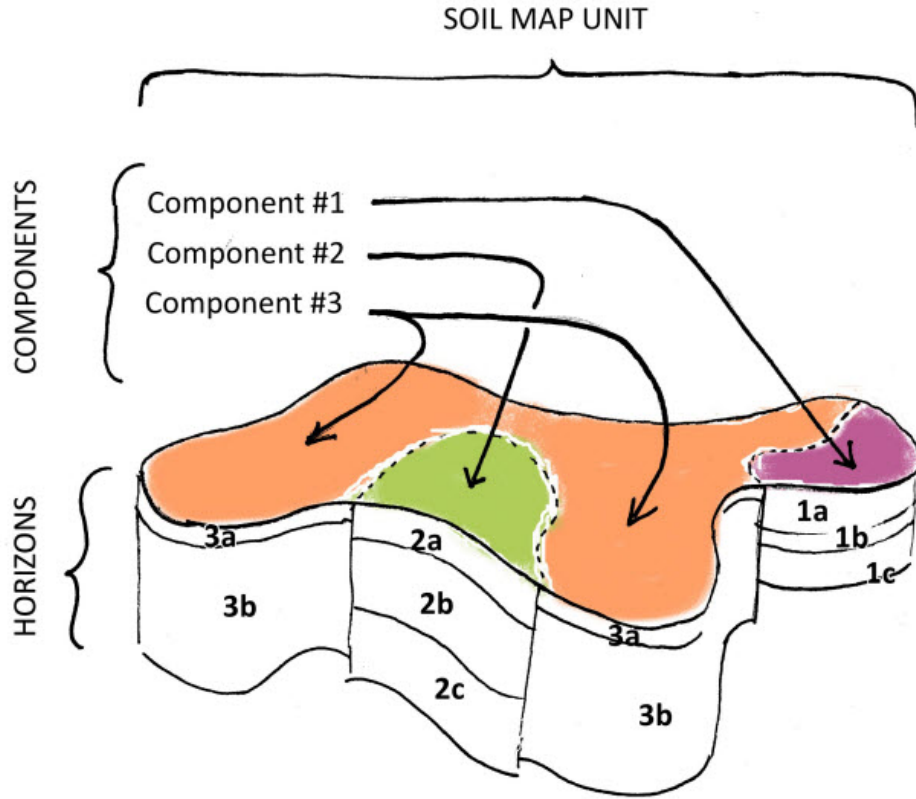 SOIL MAP UNIT
COMPONENTS
Component #1
Component #2
Component #3
HORIZONS
3a
3b
2a
2b
2c
3a
3b
1a
1b
1c